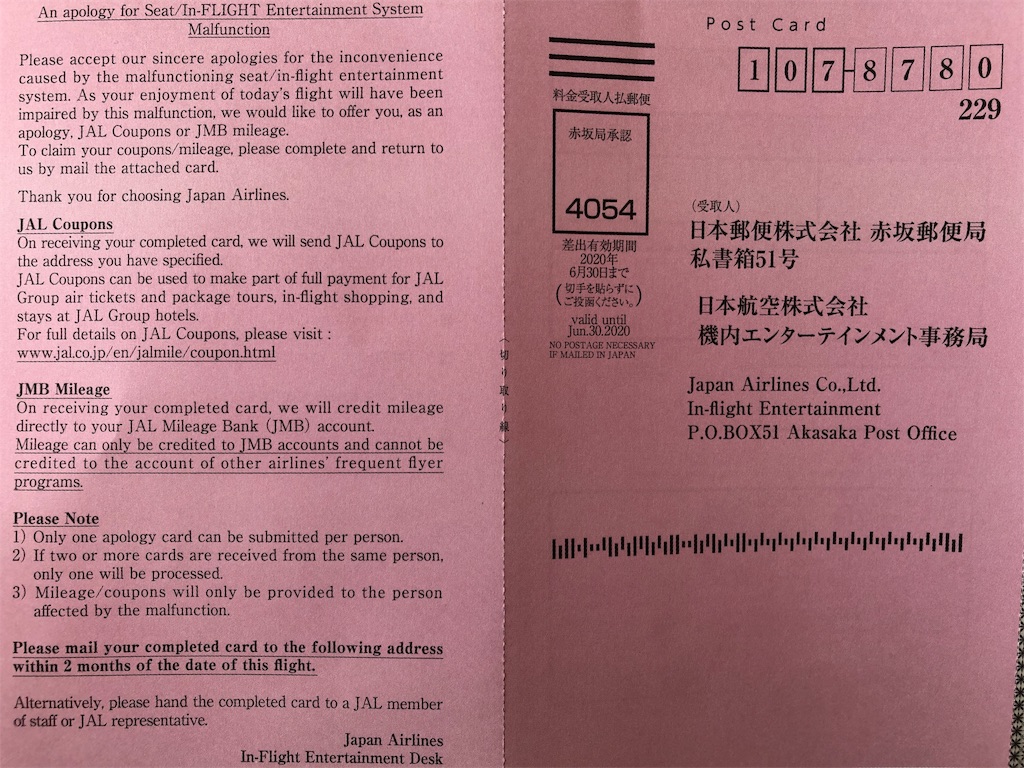 An apology for Seat/In-FLIGHT Entertainment System
Malfunction
Please accept our sincere apologies for the inconvenience
caused by the malfunctioning seat/in-flight entertainment
system. As your enjoyment of today's flight will have been
impaired by this malfunction, we would like to offer you, as an
apology, JAL Coupons or JMB mileage.
To claim your coupons/mileage, please complete and return to
us by mail the attached card.
Thank you for choosing Japan Airlines.
JAL Coupons
On receiving your completed card, we will send JAL Coupons to
the address you have specified.
JAL Coupons can be used to make part of full payment for JAL
Group air tickets and package tours, in-flight shopping, and
stays at JAL Group hotels.
For full details on JAL Coupons, please visit :
www.jal.co.jp/en/jalmile/coupon.html
JMB Mileage
On receiving your completed card, we will credit mileage
directly to your JAL Mileage Bank (JMB) account.
Mileage can only be credited to JMB accounts and cannot be
credited to the account of other airlines' frequent flyer
programs.
Please Note
1) Only one apology card can be submitted per person.
2) If two or more cards are received from the same person,
only one will be processed.
3) Mileage/coupons will only be provided to the person
affected by the malfunction.
Please mail your completed card to the following address
within 2 months of the date of this flight.
Alternatively, please hand the completed card to a JAL member
of staff or JAL representative.
Japan Airlines
In-Flight Entertainment Desk
〈切り取り線〉
Post Card
107-8780
229
料金受取人払郵便
赤坂局承認
4054
差出有効期間
2020年
6月30日まで
(切手を貼らずに
ご投函ください。)
valid until
Jun.30.2020
NO POSTAGE NECESSARY
IF MAILED IN JAPAN
(受取人)
日本郵便株式会社 赤坂郵便局
私書箱51号
日本航空株式会社
機内エンターテインメント事務局
Japan Airlines Co.,Ltd.
In-flight Entertainment
P.O.BOX51 Akasaka Post Office